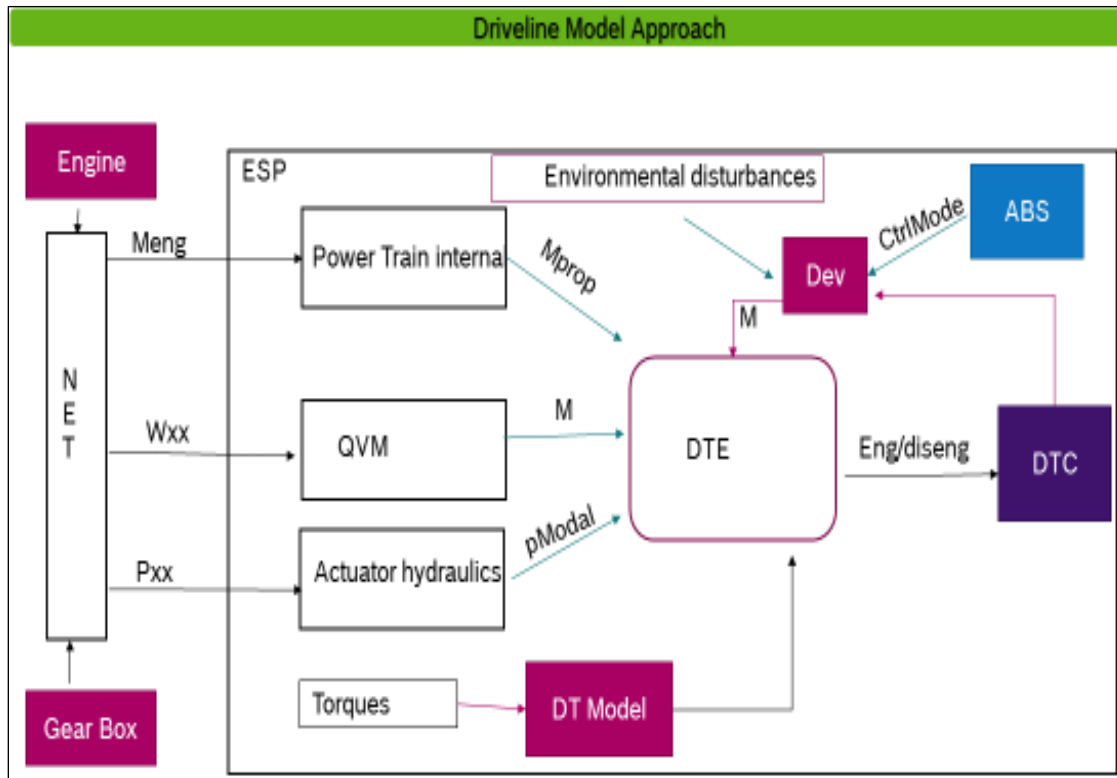 Driveline Model Approach
Engine
ESP
Environmental disturbances
ABS
CtrlMode
Meng
Power Train interna
Mprop
Dev
M
N
E
T
Wxx
QVM
M
DTE
Eng/diseng
DTC
Pxx
Actuator hydraulics
pModal
Torques
DT Model
Gear Box